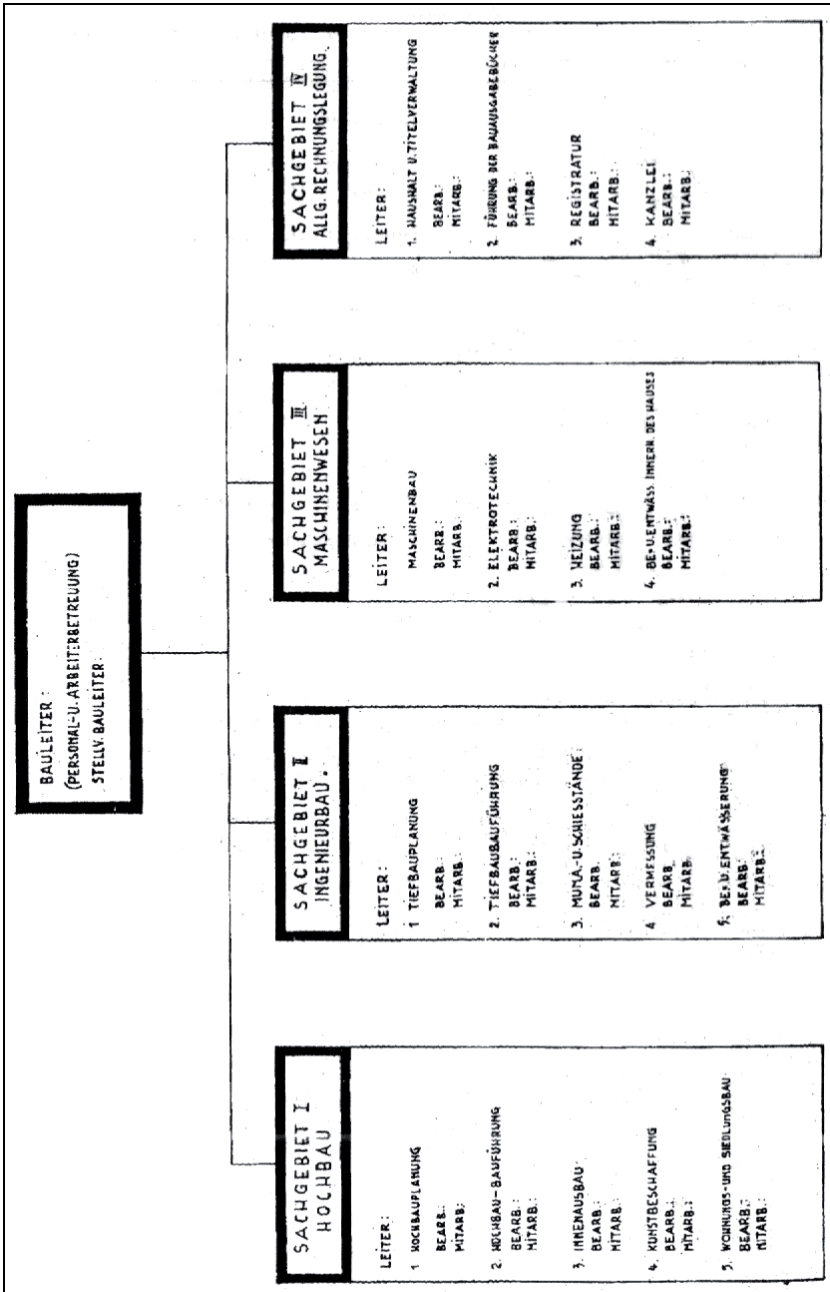 BAULEITER:
(PERSONAL-U. ARBEITERBETREUUNG)
STELLV. BAULEITER:
SACHGEBIET I
HOCHBAU
LEITER:
1 HOCHBAUPLANUNG
BEARB.:
MITARB.:
2. HOCHBAU-BAUFÜHRUNG
BEARB.:
MITARB.:
3. INNENAUSBAU
BEARB.:
MITARB.:
4. KUNSTBESCHAFFUNG
BEARB.:
MITARB.:
5. WOHNUNGS-UND SIEDLUNGSBAU
BEARB.:
MITARB.:
SACHGEBIET II
INGENIEURBAU.
LEITER:
1 TIEFBAUPLANUNG
BEARB.:
MITARB.:
2. TIEFBAUBAUFÜHRUNG
BEARB.:
MITARB.:
3. MUNA.-U. SCHIESSTÄNDE:
BEARB.
MITARB.:
4 VERMESSUNG
BEARB.
MITARB.
5. BE-U. ENTWÄSSERUNG
BEARB.
MITARB.:
SACHGEBIET III
MASCHINENWESEN
LEITER:
MASCHINENBAU
BEARB.:
MITARB.:
2. ELEKTROTECHNIK
BEARB.:
MITARB.:
3. HEIZUNG
BEARB.:
MITARB.:
4. BE-U. ENTWÄSS. INNERH. DES HAUSES
BEARB.:
MITARB.:
SACHGEBIET IV
ALLG. RECHNUNGSLEGUNG.
LEITER:
1. HAUSHALT U. TITELVERWALTUNG
BEARB.:
MITARB.:
2. FÜHRUNG DER BAUAUSGABEBÜCHER
BEARB.:
MITARB.:
3. REGISTRATUR
BEARB.:
MITARB.:
4. KANZLEI
BEARB.:
MITARB.: